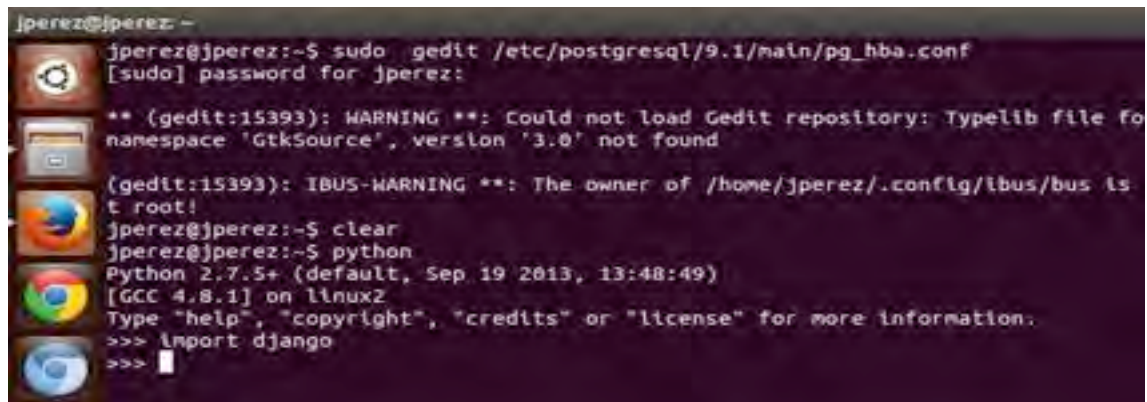 jperez@jperez: ~
jperez@jperez:~$ sudo  gedit /etc/postgresql/9.1/main/pg_hba.conf
[sudo] password for jperez:
** (gedit:15393): WARNING **: Could not load Gedit repository: Typelib file fo
namespace 'GtkSource', version '3.0' not found
(gedit:15393): IBUS-WARNING **: The owner of /home/jperez/.config/ibus/bus is
t root!
jperez@jperez:~$ clear
jperez@jperez:~$ python
Python 2.7.5+ (default, Sep 19 2013, 13:48:49)
[GCC 4.8.1] on linux2
Type "help", "copyright", "credits" or "license" for more information.
>>> import django
>>>